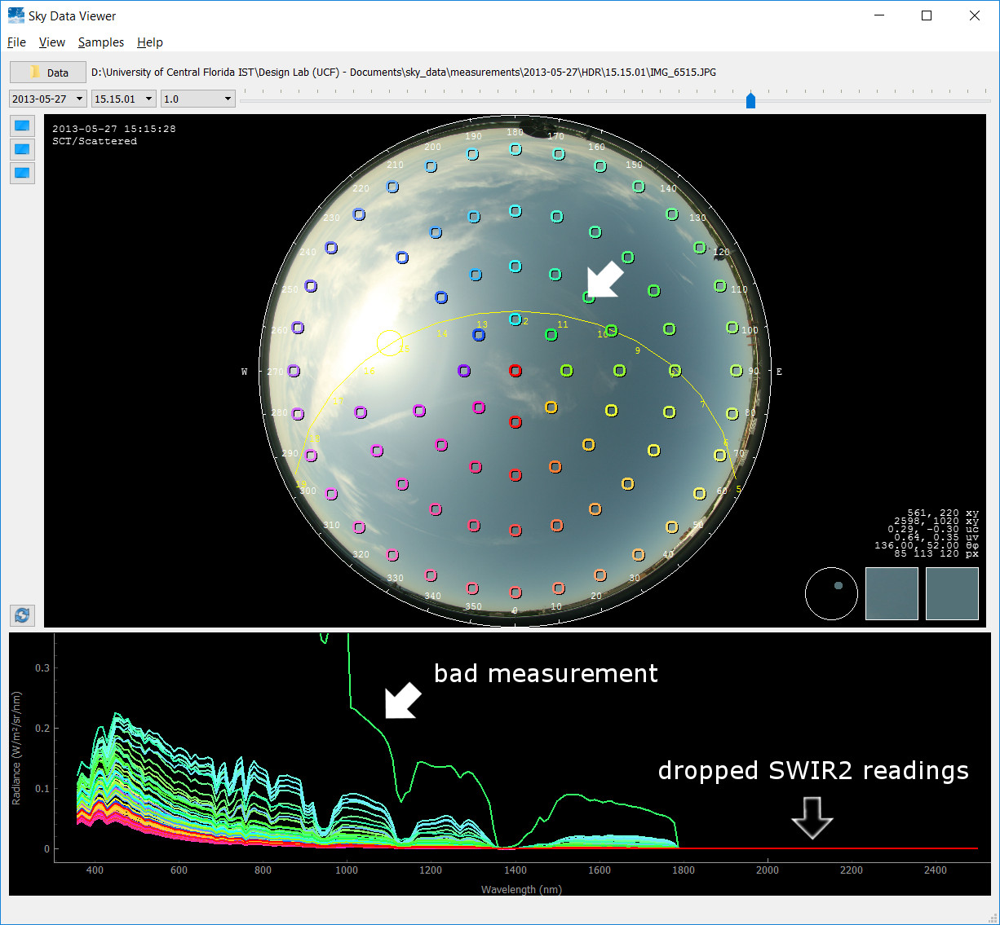 Sky Data Viewer
File View Samples Help
Data D:\University of Central Florida IST\Design Lab (UCF) - Documents\sky_data\measurements\2013-05-27\HDR\15.15.01\IMG_6515.JPG
2013-05-27 15.15.01 1.0
2013-05-27 15:15:28
SCT/Scattered
190 180 170
200 160
210 150
220 140
230 130
240 120
250 110
260 100
W 270 90 E
280 80
290 70
300 60
310 50
320 40
330 30
340 20
350 0 10
13 12 11
14 10
15 9
16 8
17 7
18 6
19 5
561, 220 xy
2598, 1020 xy
0.29, -0.30 uc
0.64, 0.35 uv
136.00, 52.00 θφ
85 113 120 px
bad measurement
dropped SWIR2 readings
Radiance (W/m²/sr/nm)
0.3
0.2
0.1
0
400 600 800 1000 1200 1400 1600 1800 2000 2200 2400
Wavelength (nm)